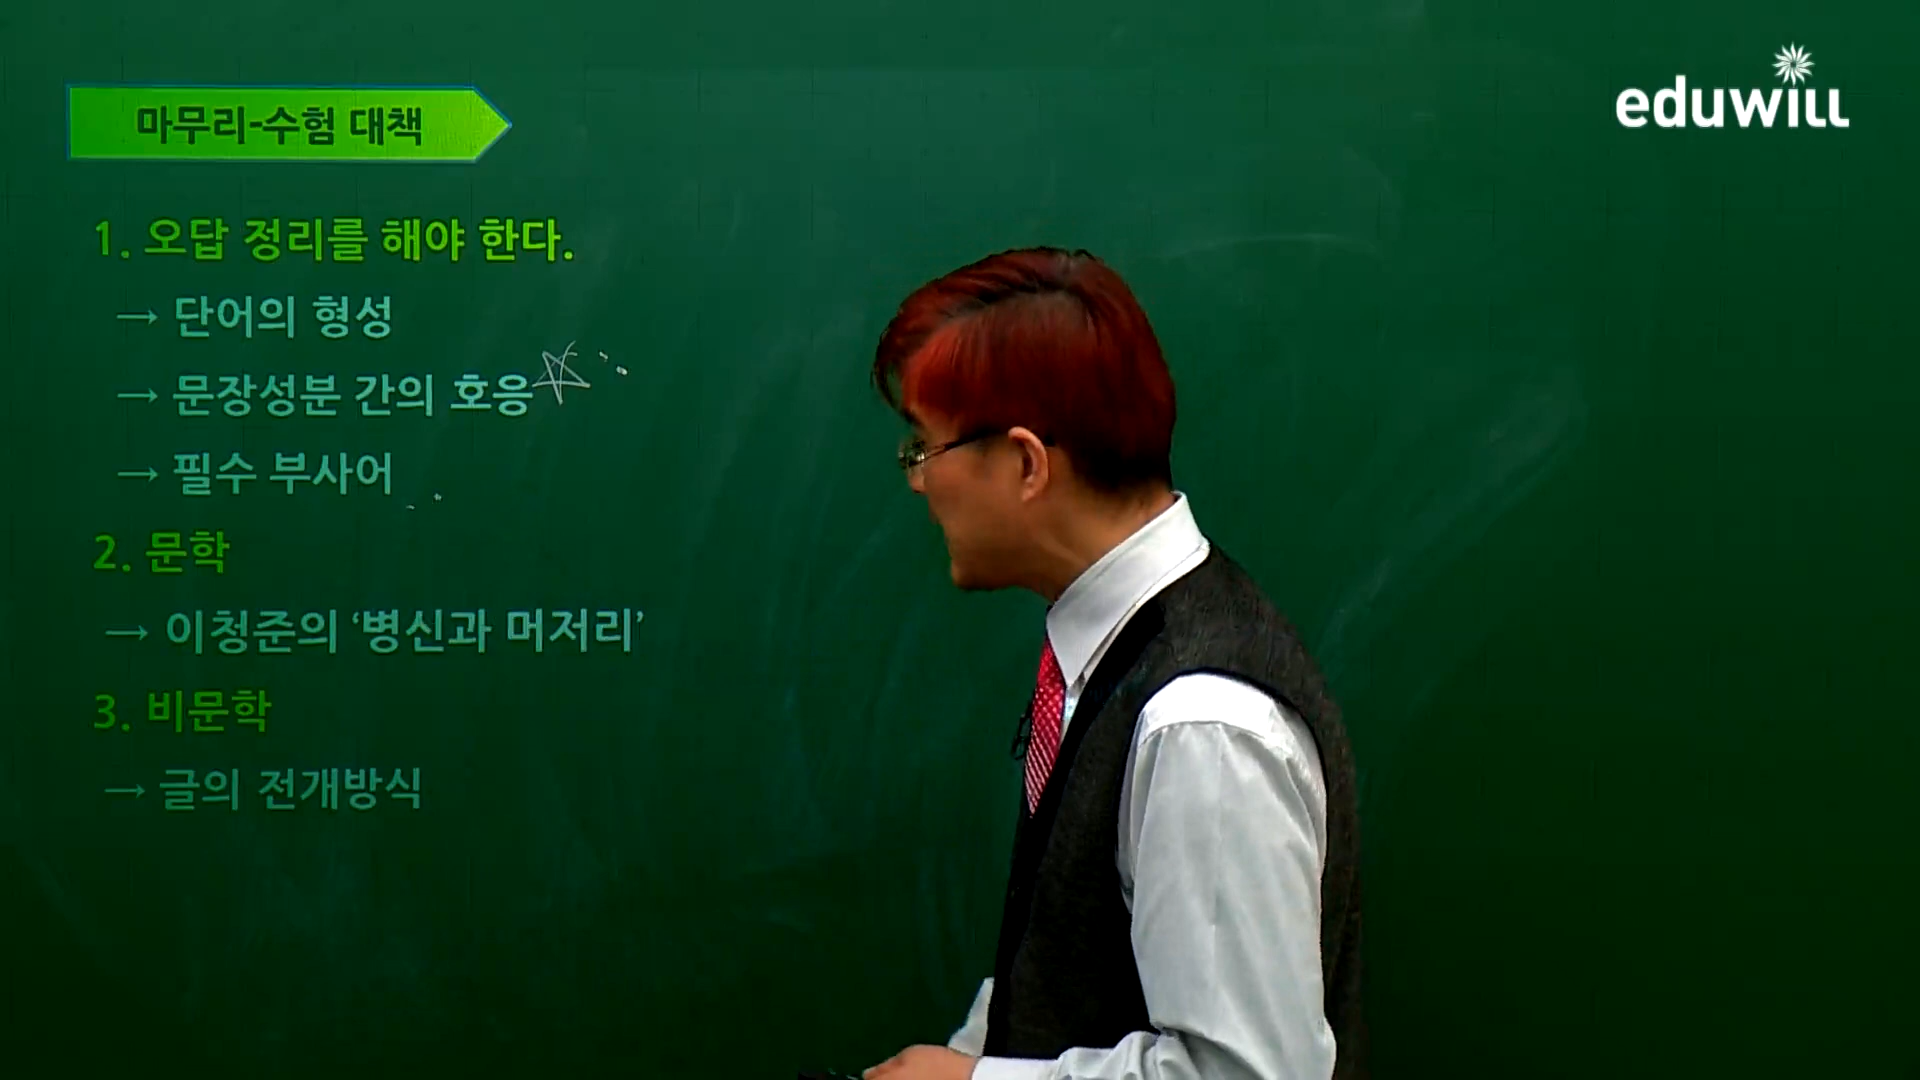 eduwill
마무리-수험 대책
1. 오답 정리를 해야 한다.
→ 단어의 형성
→ 문장성분 간의 호응
→ 필수 부사어
2. 문학
→ 이청준의 ‘병신과 머저리’
3. 비문학
→ 글의 전개방식